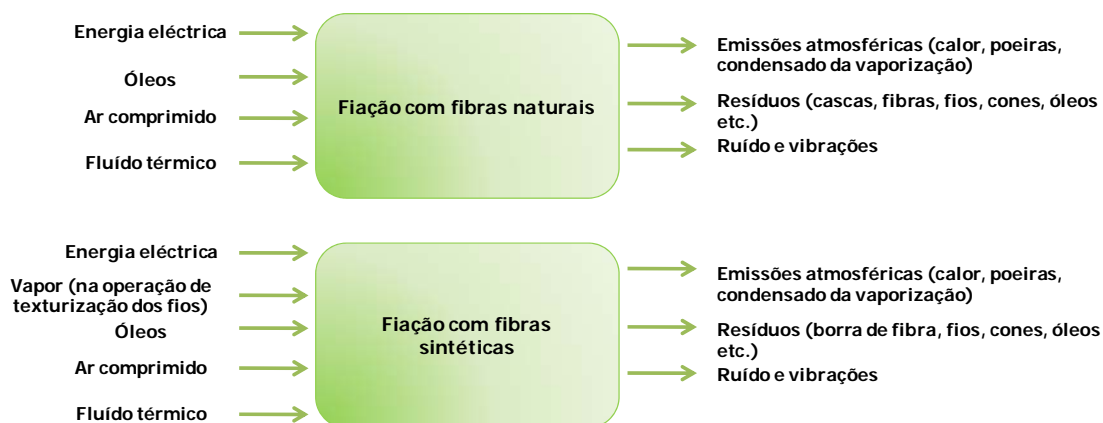 Energia eléctrica
Óleos
Ar comprimido
Fluído térmico
Fiação com fibras naturais
Emissões atmosféricas (calor, poeiras,
condensado da vaporização)
Resíduos (cascas, fibras, fios, cones, óleos
etc.)
Ruído e vibrações
Energia eléctrica
Vapor (na operação de
texturização dos fios)
Óleos
Ar comprimido
Fluído térmico
Fiação com fibras
sintéticas
Emissões atmosféricas (calor, poeiras,
condensado da vaporização)
Resíduos (borra de fibra, fios, cones, óleos
etc.)
Ruído e vibrações